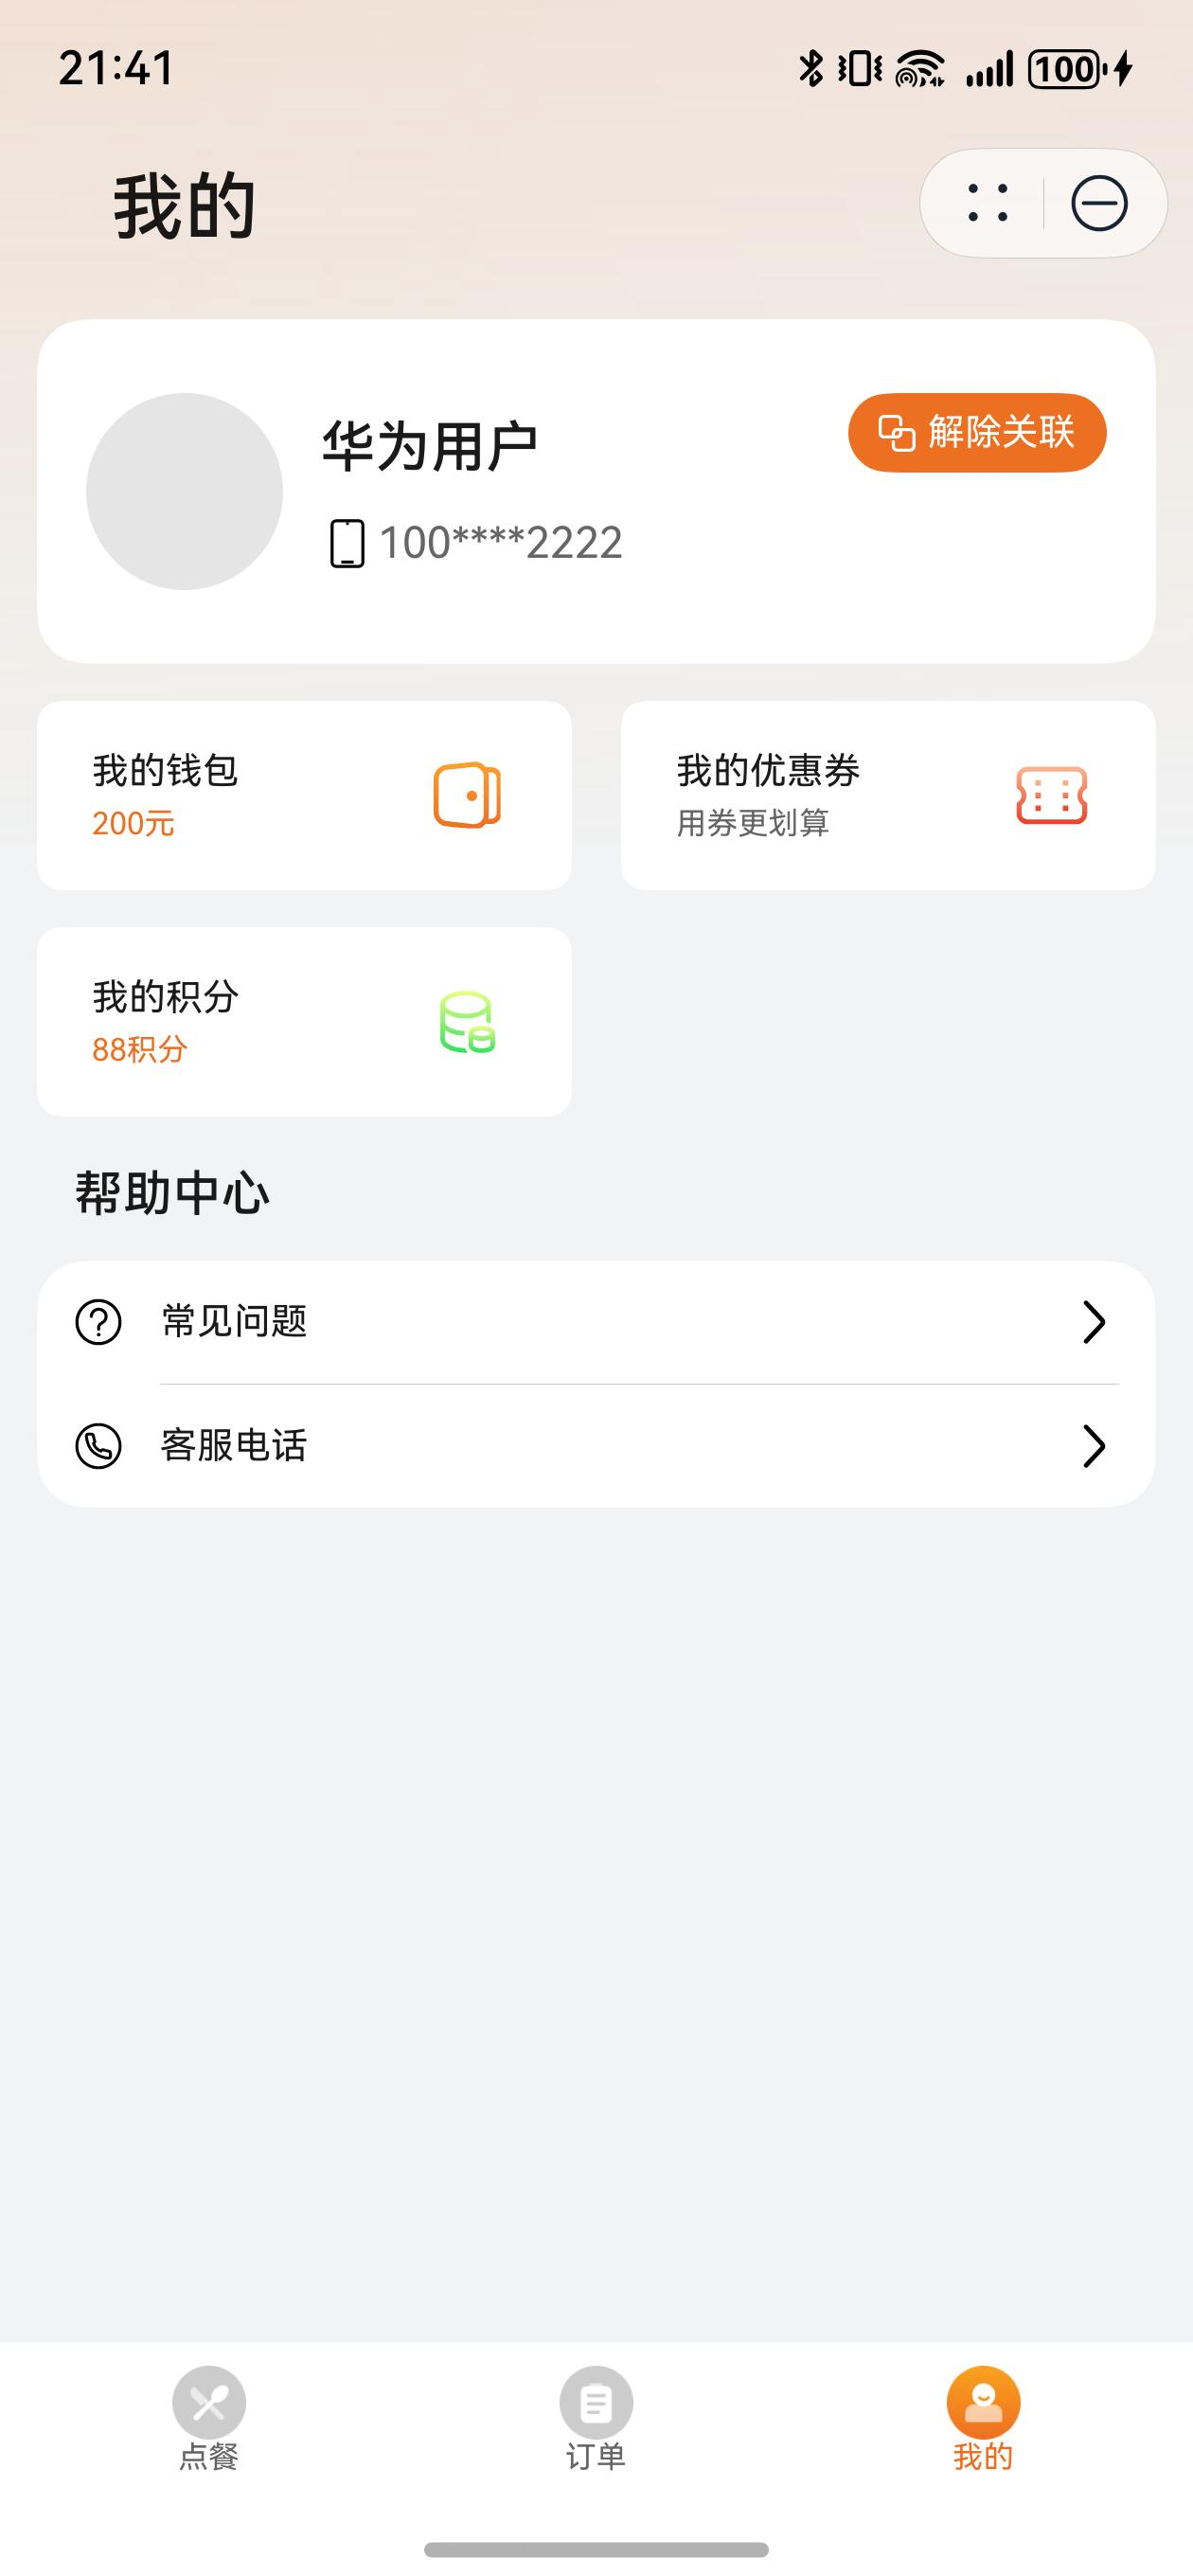 21:41
100
我的
华为用户
解除关联
100****2222
我的钱包
200元
我的优惠券
用券更划算
我的积分
88积分
帮助中心
常见问题
客服电话
点餐
订单
我的